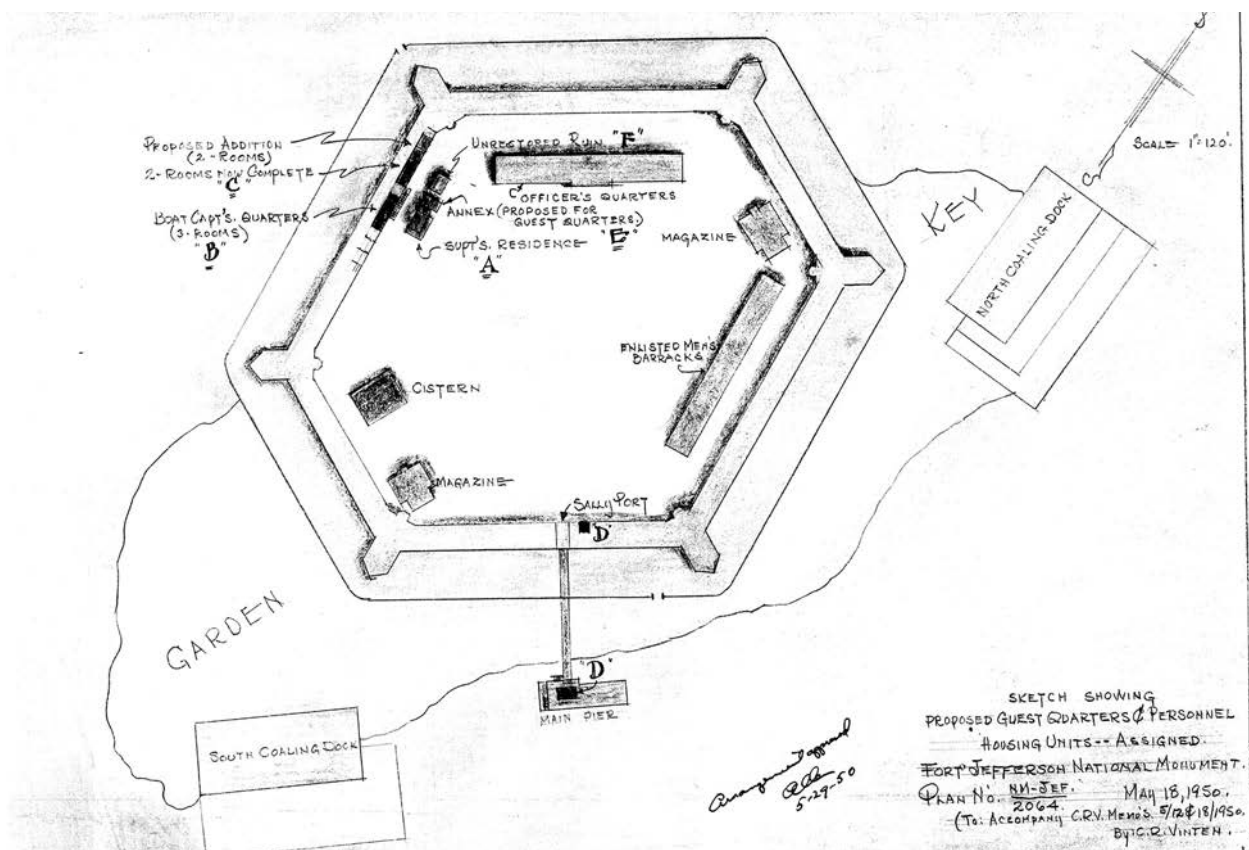 PROPOSED ADDITION
(2-ROOMS)
2-ROOMS NOW COMPLETE
"C"
BOAT CAPT'S. QUARTERS
(3-ROOMS)
"B"
UNRESTORED RUIN "F"
OFFICER'S QUARTERS
ANNEX (PROPOSED FOR
GUEST QUARTERS.)
"E"
SUPT'S. RESIDENCE
"A"
MAGAZINE
ENLISTED MEN'S
BARRACKS
CISTERN
MAGAZINE
SALLY PORT
"D"
"D"
MAIN PIER
GARDEN
KEY
SOUTH COALING DOCK
NORTH COALING DOCK
SCALE 1"=120'.
Arrangement approved
5-29-50
SKETCH SHOWING
PROPOSED GUEST QUARTERS & PERSONNEL
HOUSING UNITS -- ASSIGNED.
FORT JEFFERSON NATIONAL MONUMENT.
PLAN NO. NM-JEF. MAY 18, 1950.
2064
(TO: ACCOMPANY C.R.V. MEMO'S. 5/12 & 18/1950.
BY: C.R. VINTEN.